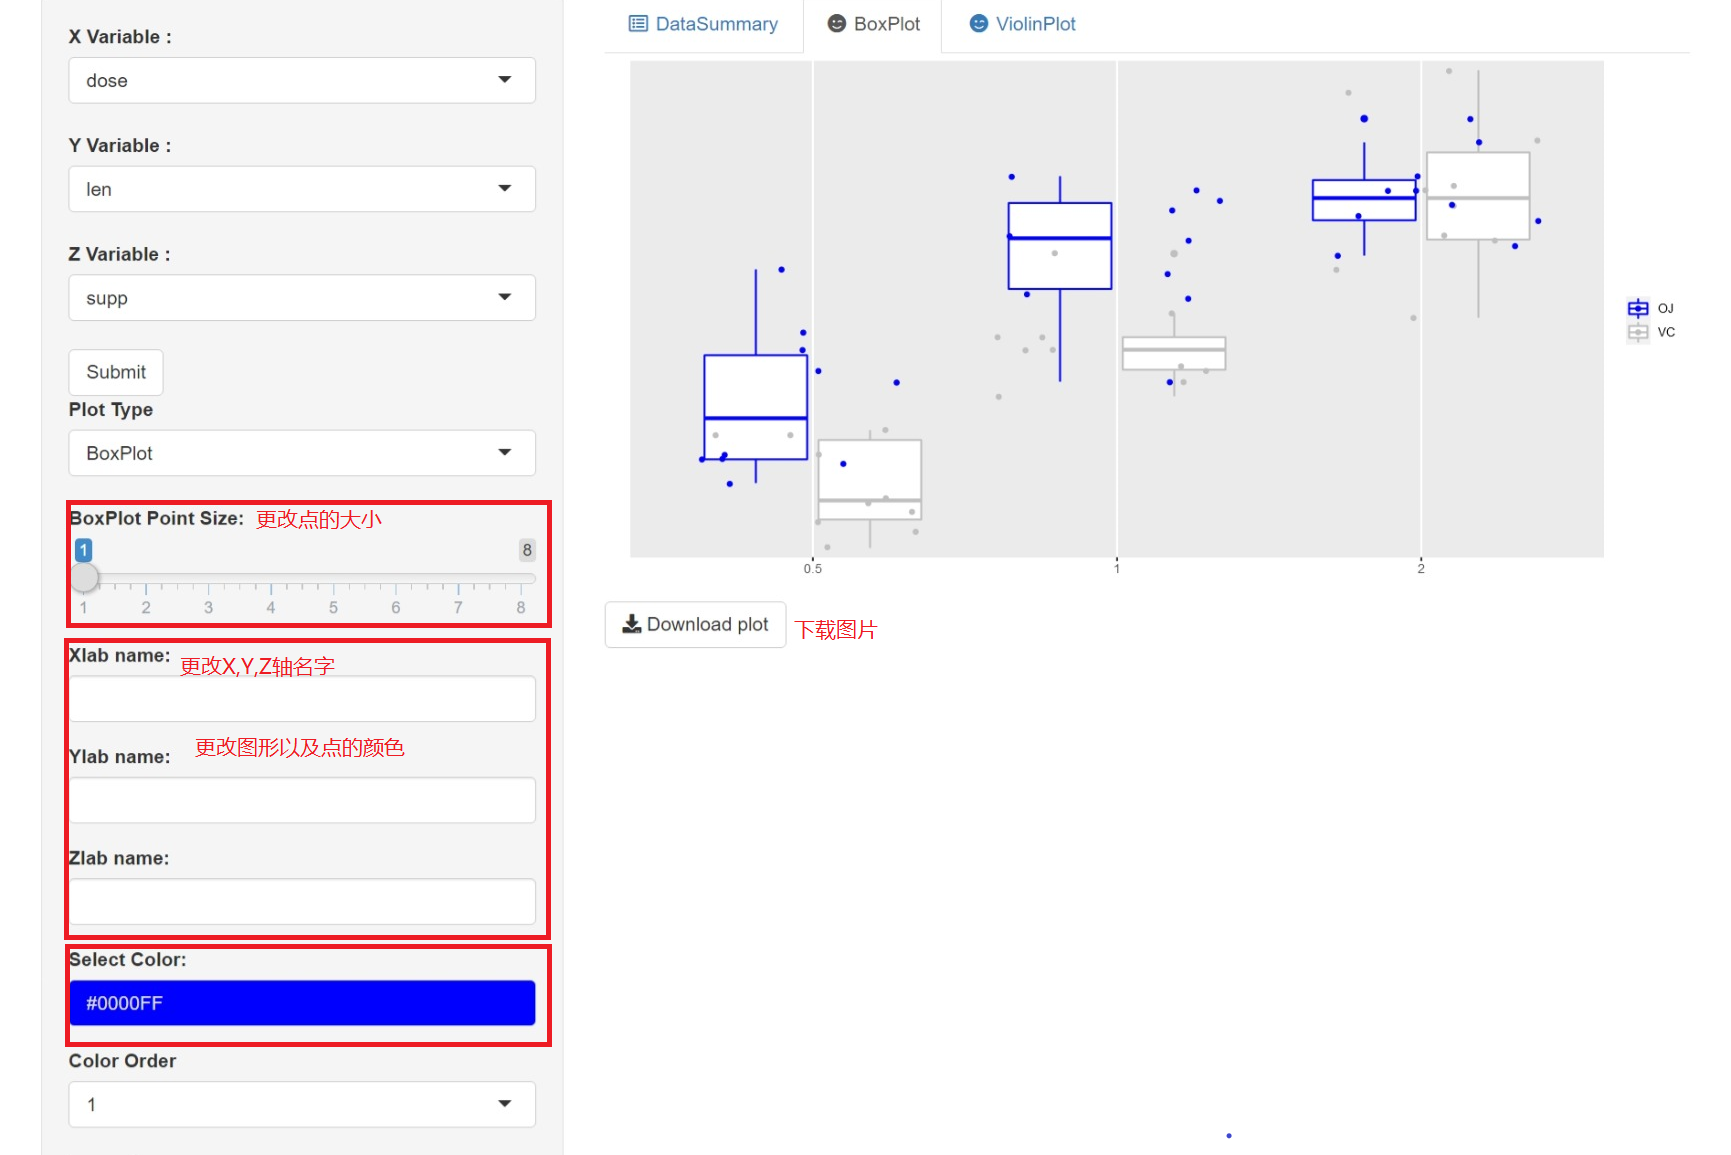 X Variable :
dose
Y Variable :
len
Z Variable :
supp
Submit
Plot Type
BoxPlot
BoxPlot Point Size: 更改点的大小
1 8
1 2 3 4 5 6 7 8
Xlab name: 更改X,Y,Z轴名字
Ylab name: 更改图形以及点的颜色
Zlab name:
Select Color:
#0000FF
Color Order
1
DataSummary BoxPlot ViolinPlot
OJ
VC
0.5 1 2
Download plot 下载图片